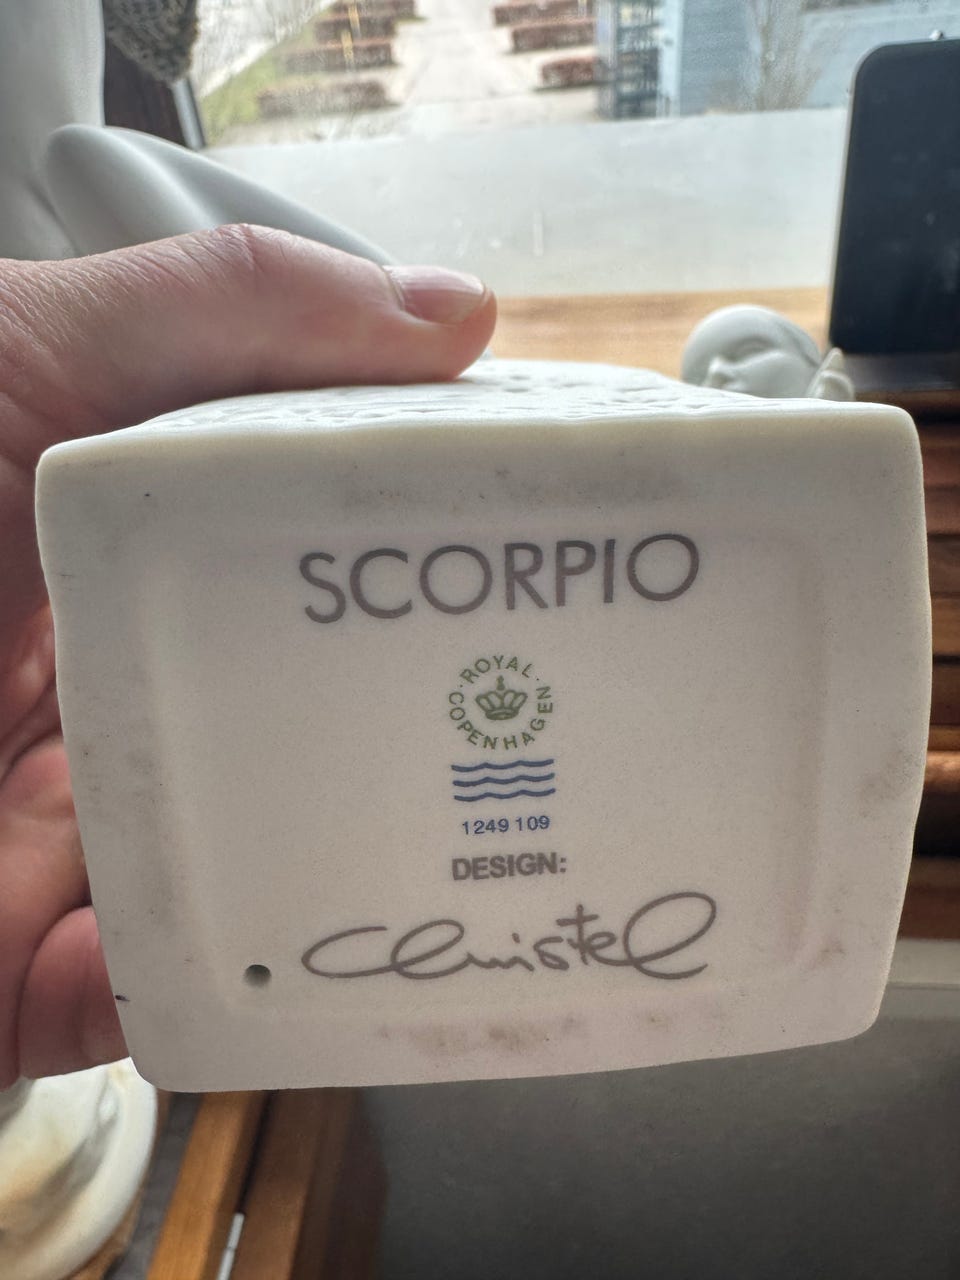 SCORPIO
ROYAL
COPENHAGEN
1249 109
DESIGN:
Christel